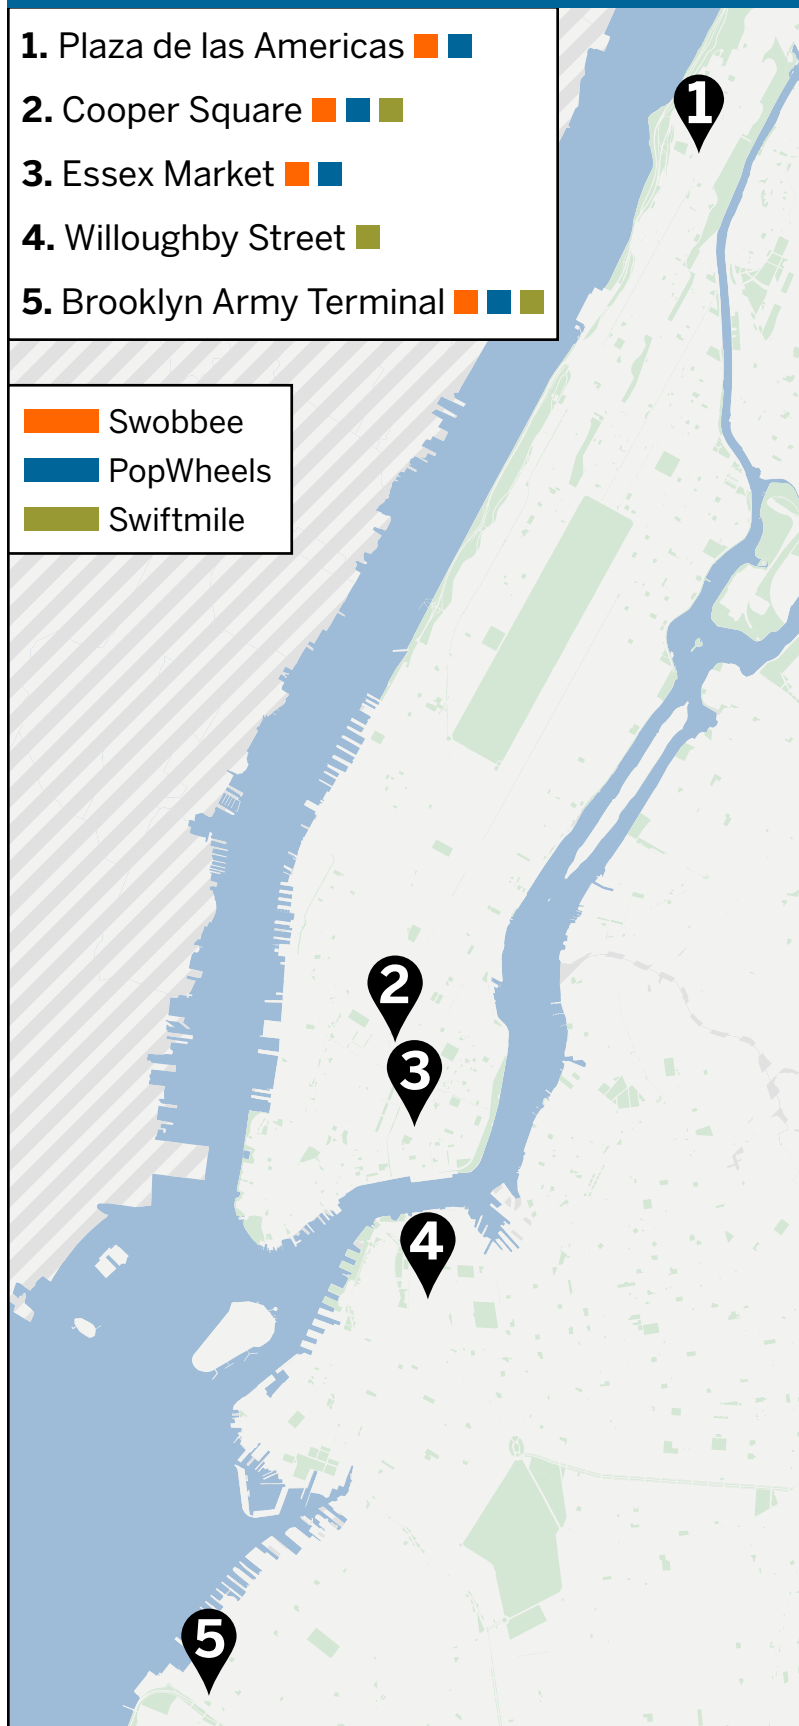 1. Plaza de las Americas
2. Cooper Square
3. Essex Market
4. Willoughby Street
5. Brooklyn Army Terminal
Swobbee
PopWheels
Swiftmile
1
2
3
4
5